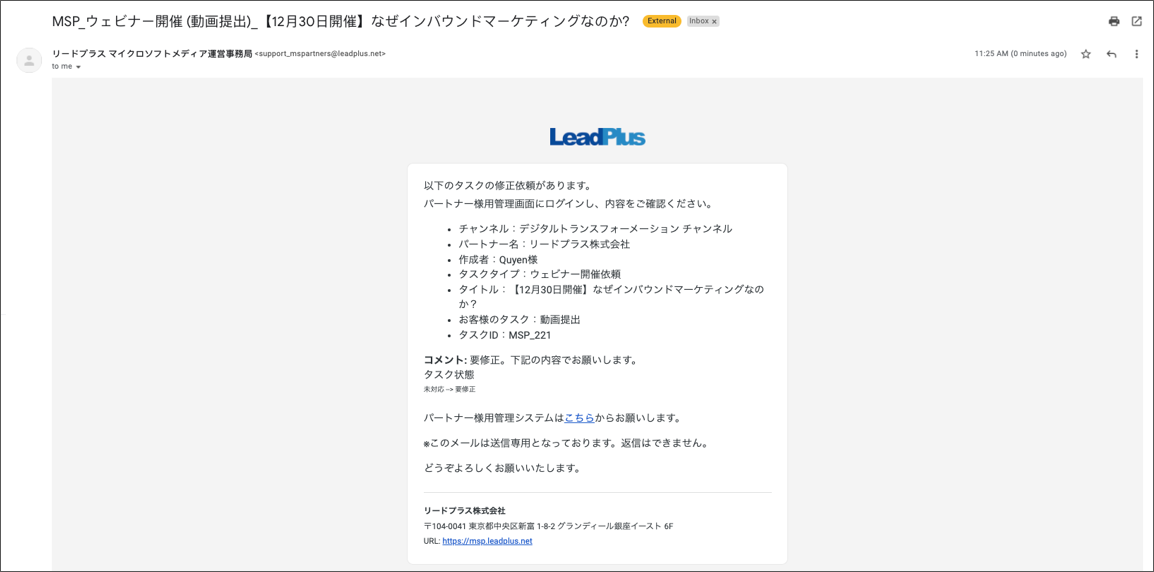 MSP_ウェビナー開催 (動画提出)_【12月30日開催】なぜインバウンドマーケティングなのか? External Inbox ×
リードプラス マイクロソフトメディア運営事務局 <support_mspartners@leadplus.net>
11:25 AM (0 minutes ago)
to me
LeadPlus
以下のタスクの修正依頼があります。
パートナー様用管理画面にログインし、内容をご確認ください。
• チャンネル：デジタルトランスフォーメーション チャンネル
• パートナー名：リードプラス株式会社
• 作成者：Quyen様
• タスクタイプ：ウェビナー開催依頼
• タイトル：【12月30日開催】なぜインバウンドマーケティングなの
か？
• お客様のタスク：動画提出
• タスクID：MSP_221
コメント: 要修正。下記の内容でお願いします。
タスク状態
未対応 --> 要修正
パートナー様用管理システムはこちらからお願いします。
※このメールは送信専用となっております。返信はできません。
どうぞよろしくお願いいたします。
リードプラス株式会社
〒104-0041 東京都中央区新富 1-8-2 グランディール銀座イースト 6F
URL: https://msp.leadplus.net